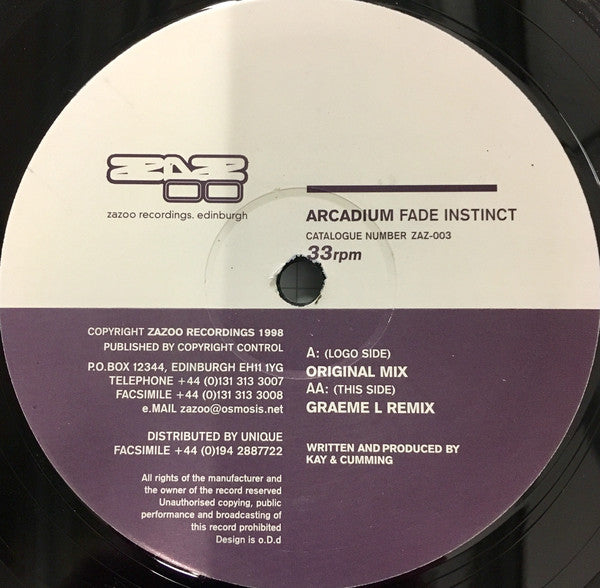 ZAZ
OO
zazoo recordings. edinburgh
ARCADIUM FADE INSTINCT
CATALOGUE NUMBER ZAZ-003
33rpm
COPYRIGHT ZAZOO RECORDINGS 1998
PUBLISHED BY COPYRIGHT CONTROL
P.O.BOX 12344, EDINBURGH EH11 1YG
TELEPHONE +44 (0)131 313 3007
FACSIMILE +44 (0)131 313 3008
e.MAIL zazoo@osmosis.net
DISTRIBUTED BY UNIQUE
FACSIMILE +44 (0)194 2887722
All rights of the manufacturer and
the owner of the record reserved
Unauthorised copying, public
performance and broadcasting of
this record prohibited
Design is o.D.d
A: (LOGO SIDE)
ORIGINAL MIX
AA: (THIS SIDE)
GRAEME L REMIX
WRITTEN AND PRODUCED BY
KAY & CUMMING